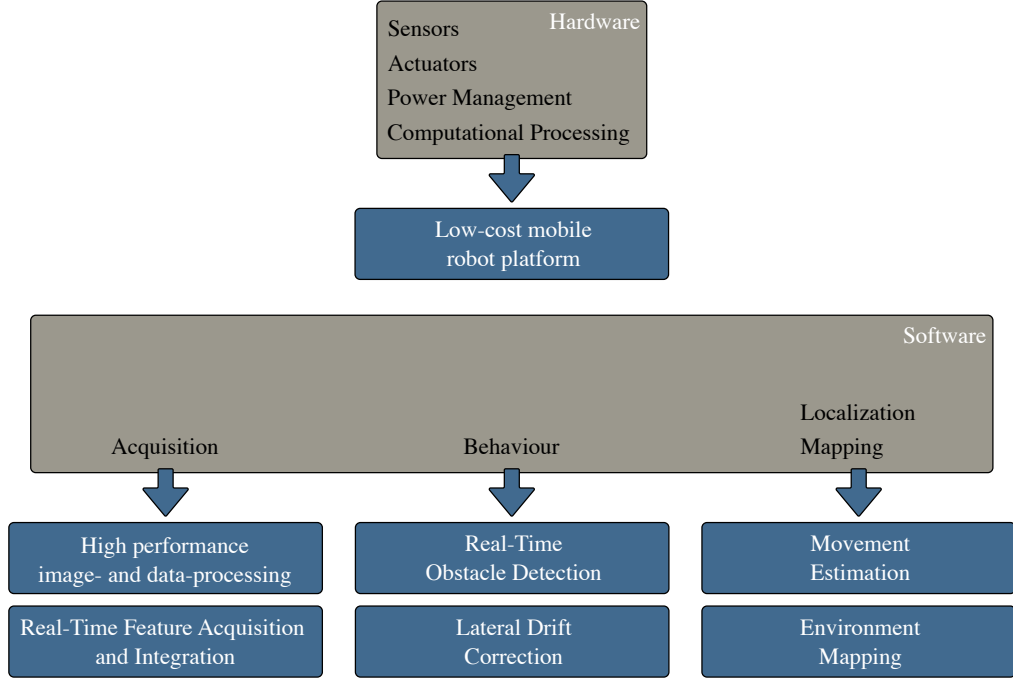 Hardware
Sensors
Actuators
Power Management
Computational Processing
Low-cost mobile
robot platform
Software
Acquisition
Behaviour
Localization
Mapping
High performance
image- and data-processing
Real-Time
Obstacle Detection
Movement
Estimation
Real-Time Feature Acquisition
and Integration
Lateral Drift
Correction
Environment
Mapping